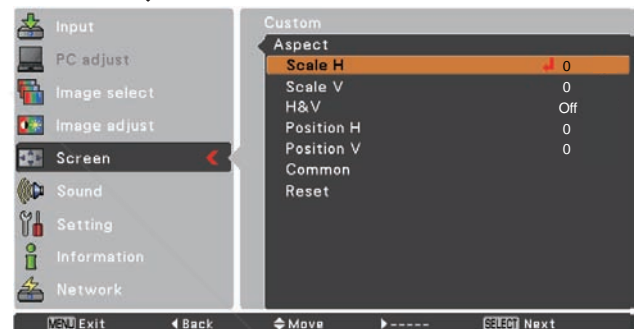 Input
PC adjust
Image select
Image adjust
Screen
Sound
Setting
Information
Network
Custom
Aspect
Scale H 0
Scale V 0
H&V Off
Position H 0
Position V 0
Common
Reset
MENU Exit Back Move ----- SELECT Next